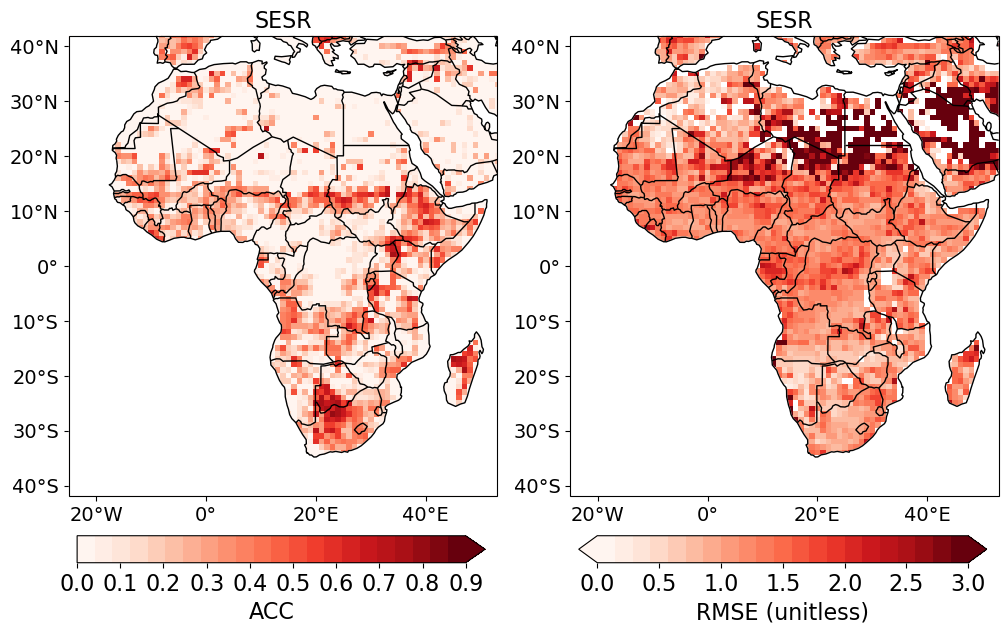 SESR SESR
40°N 40°N
30°N 30°N
20°N 20°N
10°N 10°N
0° 0°
10°S 10°S
20°S 20°S
30°S 30°S
40°S 40°S
20°W 0° 20°E 40°E 20°W 0° 20°E 40°E
0.0 0.1 0.2 0.3 0.4 0.5 0.6 0.7 0.8 0.9 0.0 0.5 1.0 1.5 2.0 2.5 3.0
ACC RMSE (unitless)